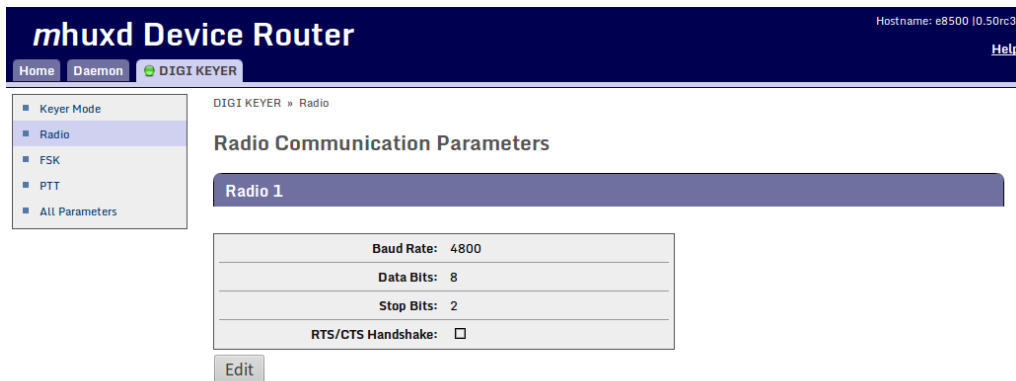 mhuxd Device Router
Hostname: e8500 |0.50rc3
Help
Home Daemon DIGI KEYER
Keyer Mode
Radio
FSK
PTT
All Parameters
DIGI KEYER » Radio
Radio Communication Parameters
Radio 1
Baud Rate: 4800
Data Bits: 8
Stop Bits: 2
RTS/CTS Handshake:
Edit